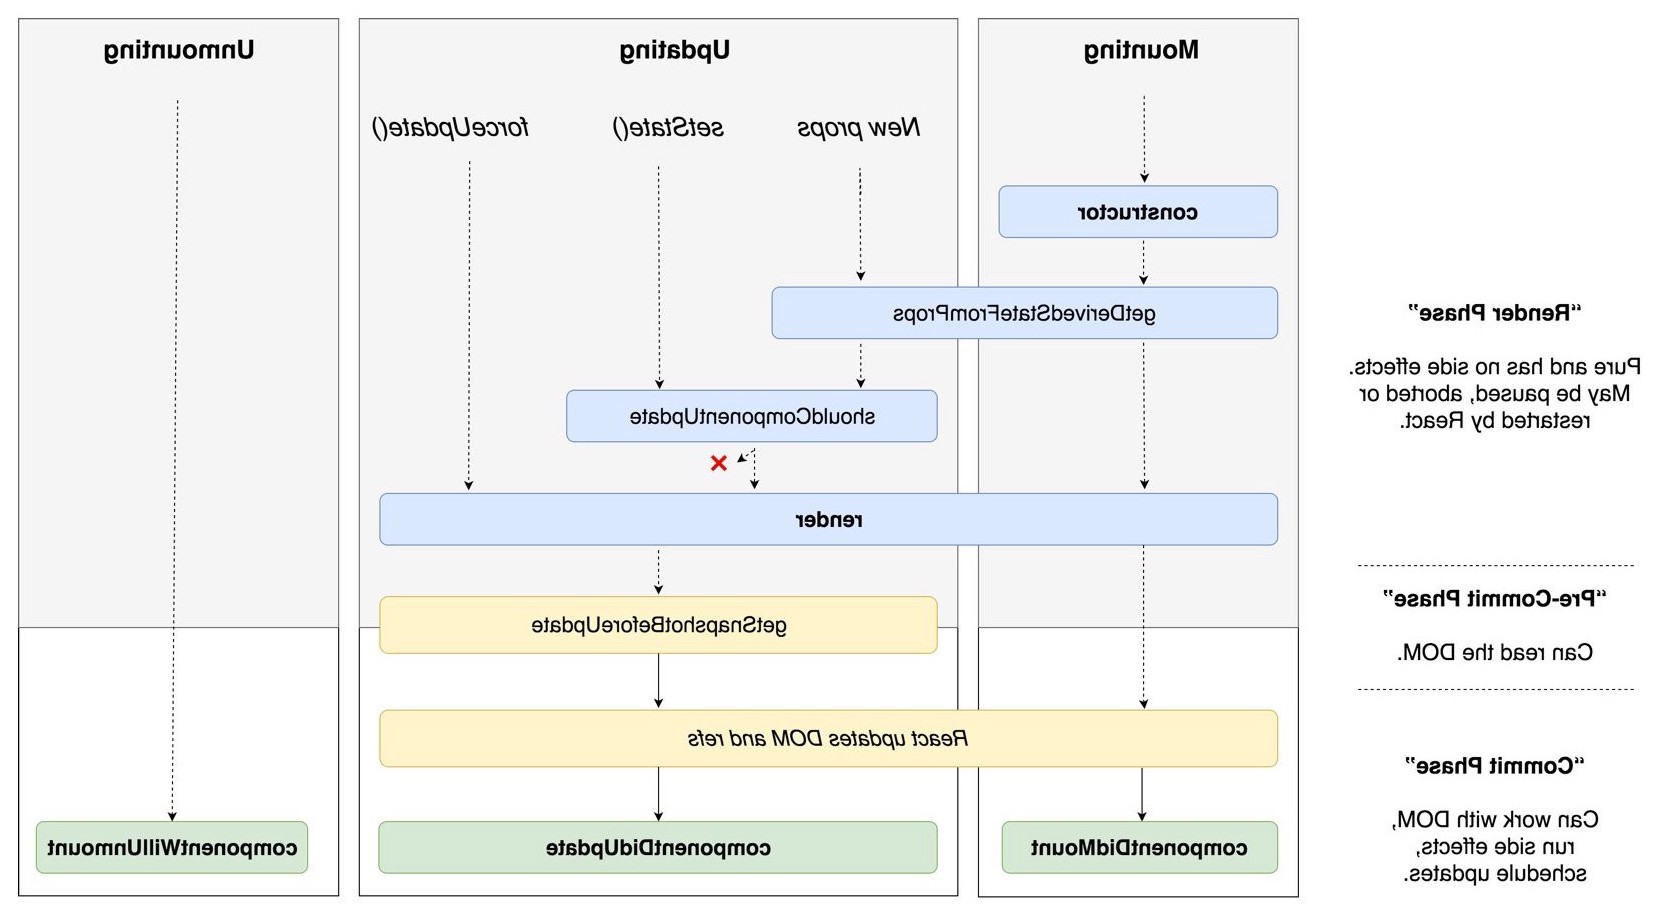 Mounting
Updating
Unmounting
New props
setState()
forceUpdate()
constructor
getDerivedStateFromProps
shouldComponentUpdate
render
getSnapshotBeforeUpdate
React updates DOM and refs
componentDidMount
componentDidUpdate
componentWillUnmount
“Render Phase”
Pure and has no side effects.
May be paused, aborted or
restarted by React.
“Pre-Commit Phase”
Can read the DOM.
“Commit Phase”
Can work with DOM,
run side effects,
schedule updates.